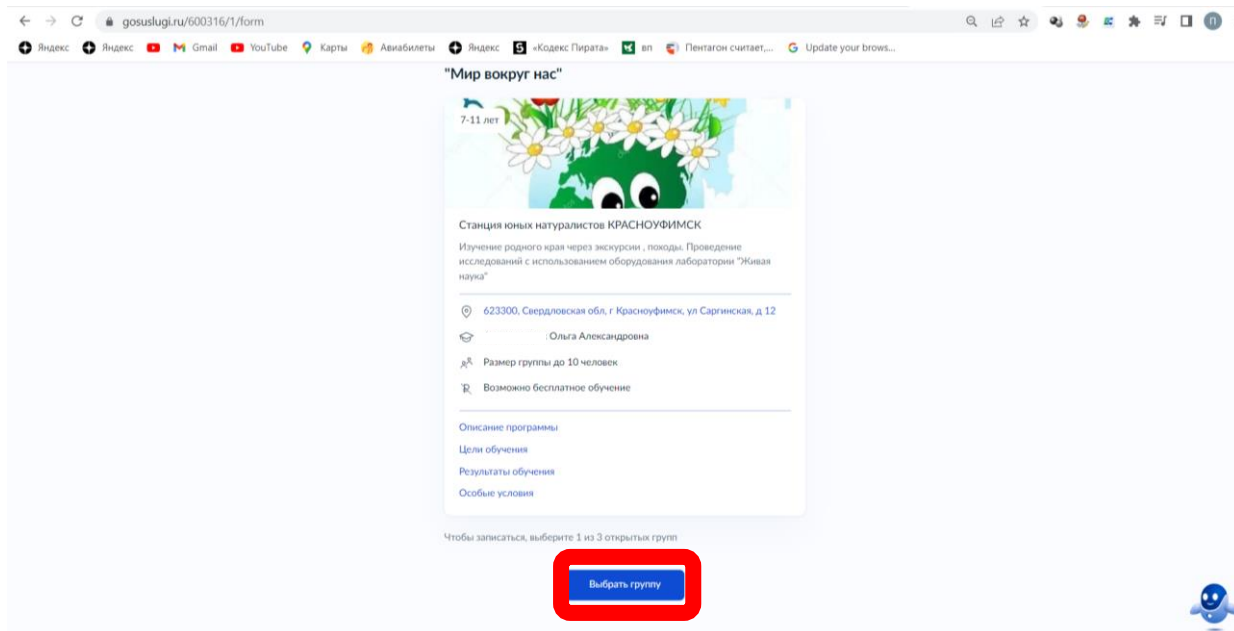 gosuslugi.ru/600316/1/form
п
Яндекс Яндекс Gmail YouTube Карты Авиабилеты Яндекс «Кодекс Пирата» вп Пентагон считает,... Update your brows...
"Мир вокруг нас"
7-11 лет
Станция юных натуралистов КРАСНОУФИМСК
Изучение родного края через экскурсии , походы. Проведение
исследований с использованием оборудования лаборатории "Живая
наука"
623300, Свердловская обл, г Красноуфимск, ул Саргинская, д 12
Ольга Александровна
Размер группы до 10 человек
Возможно бесплатное обучение
Описание программы
Цели обучения
Результаты обучения
Особые условия
Чтобы записаться, выберите 1 из 3 открытых групп
Выбрать группу